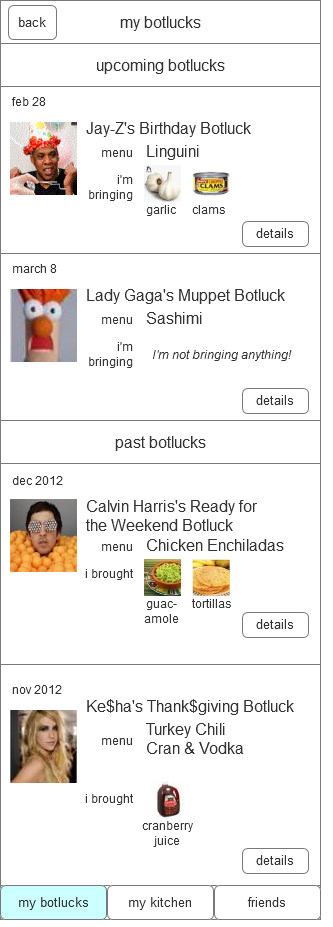 back
my botlucks
upcoming botlucks
feb 28
Jay-Z's Birthday Botluck
menu Linguini
i'm
bringing
CLAMS
garlic clams
details
march 8
Lady Gaga's Muppet Botluck
menu Sashimi
i'm
bringing
I'm not bringing anything!
details
past botlucks
dec 2012
Calvin Harris's Ready for
the Weekend Botluck
menu Chicken Enchiladas
i brought
guac-
amole
tortillas
details
nov 2012
Ke$ha's Thank$giving Botluck
menu
Turkey Chili
Cran & Vodka
i brought
cranberry
juice
details
my botlucks my kitchen friends